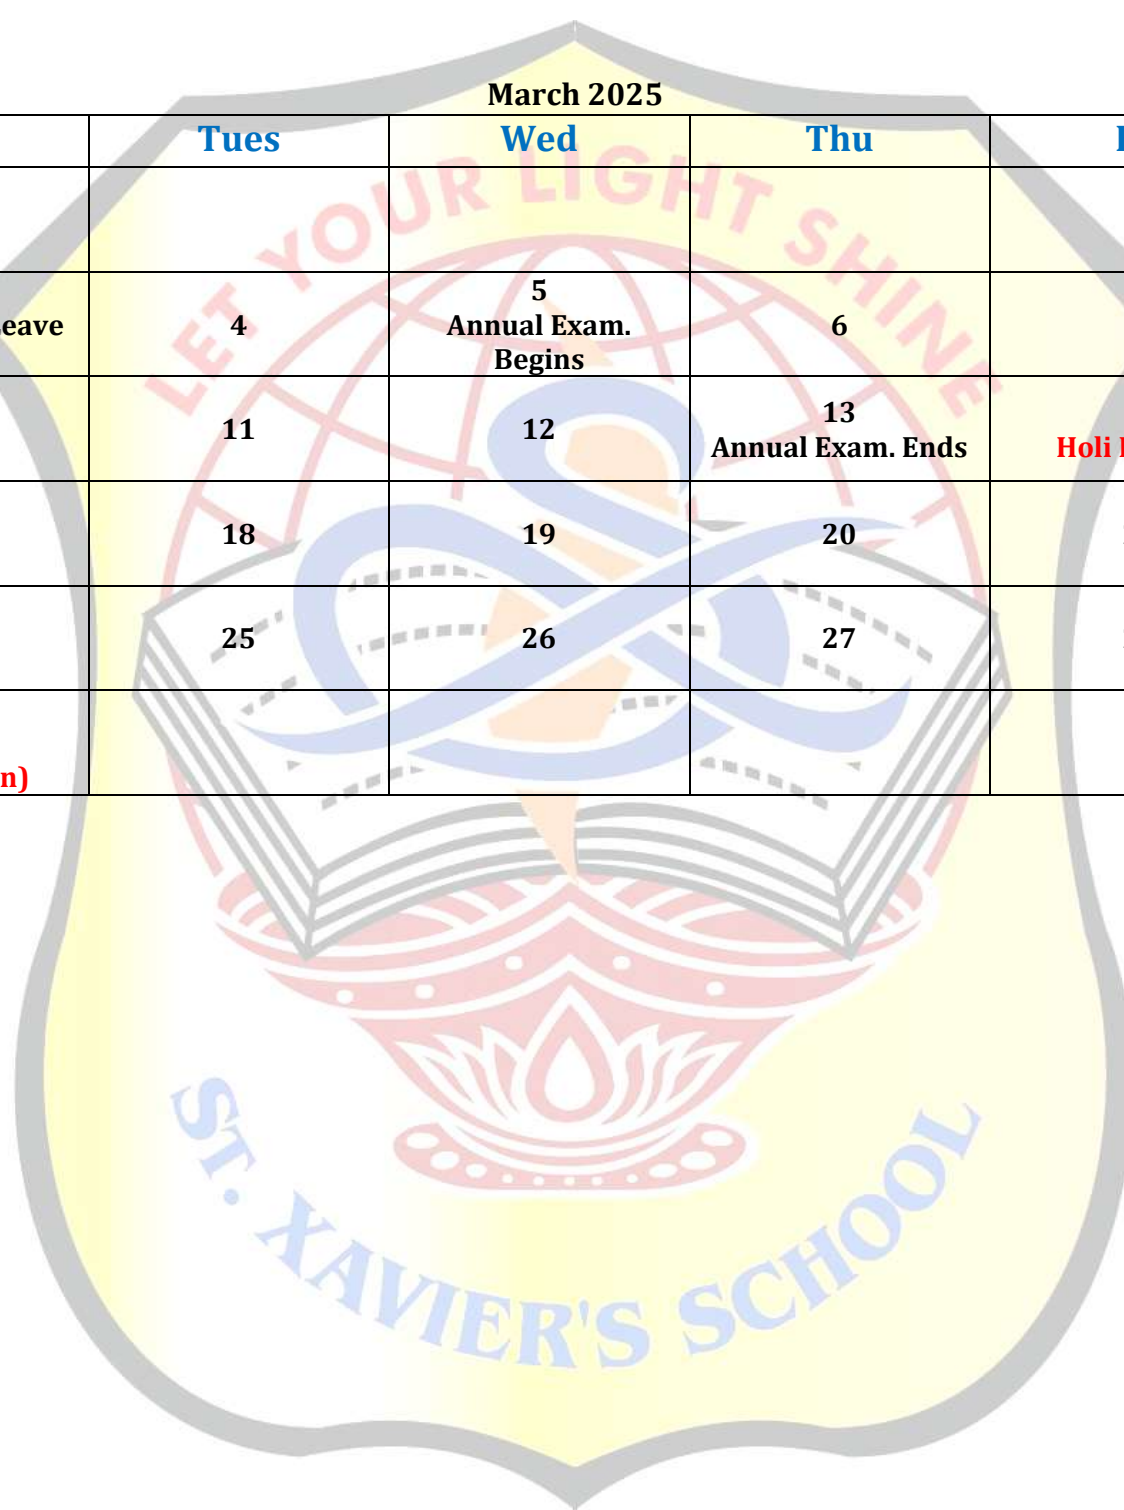 March 2025
Tues Wed Thu
eave 4 5 Annual Exam. Begins 6
11 12 13 Annual Exam. Ends Holi
18 19 20
25 26 27
n)
LET YOUR LIGHT SHINE
ST. XAVIER'S SCHOOL